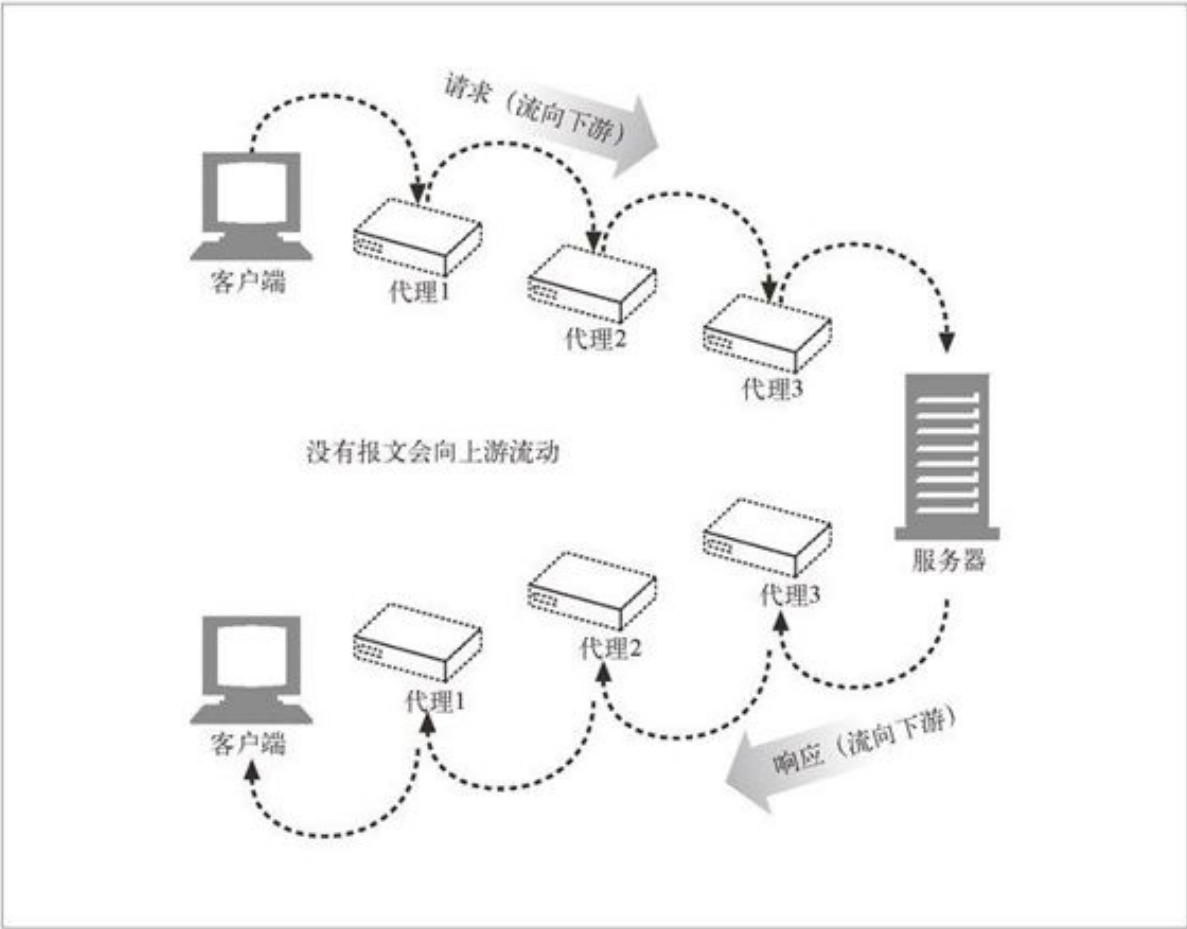 请求（流向下游）
客户端
代理1
代理2
代理3
没有报文会向上游流动
服务器
代理3
代理2
代理1
客户端
响应（流向下游）